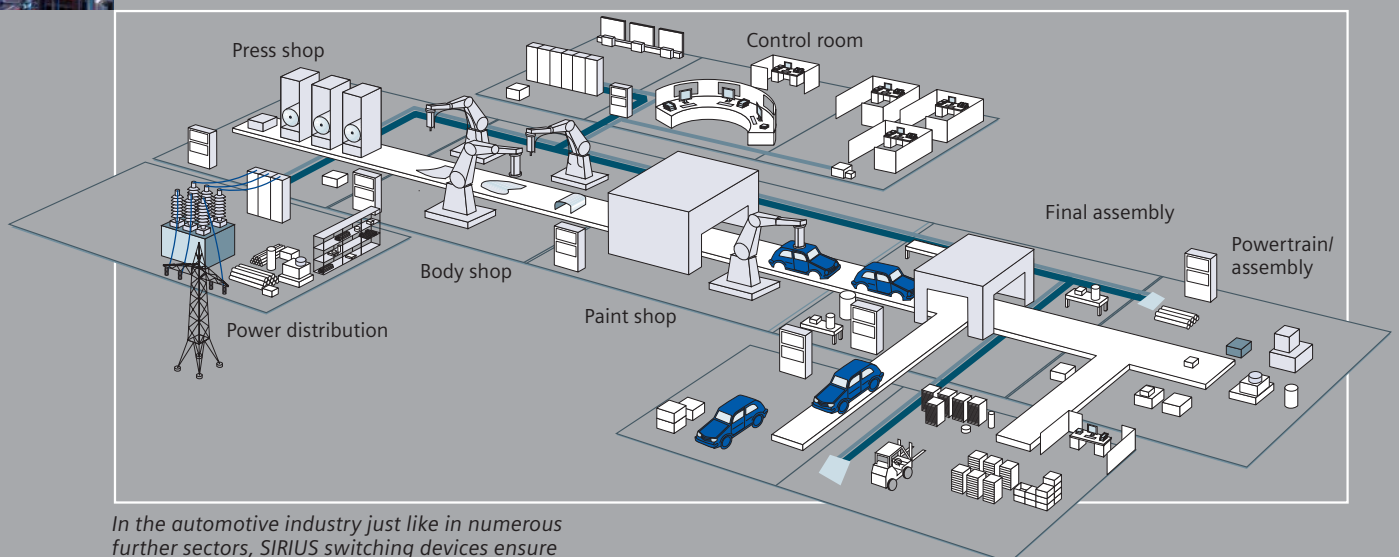 Press shop
Control room
Final assembly
Powertrain/
assembly
Body shop
Paint shop
Power distribution
In the automotive industry just like in numerous
further sectors, SIRIUS switching devices ensure